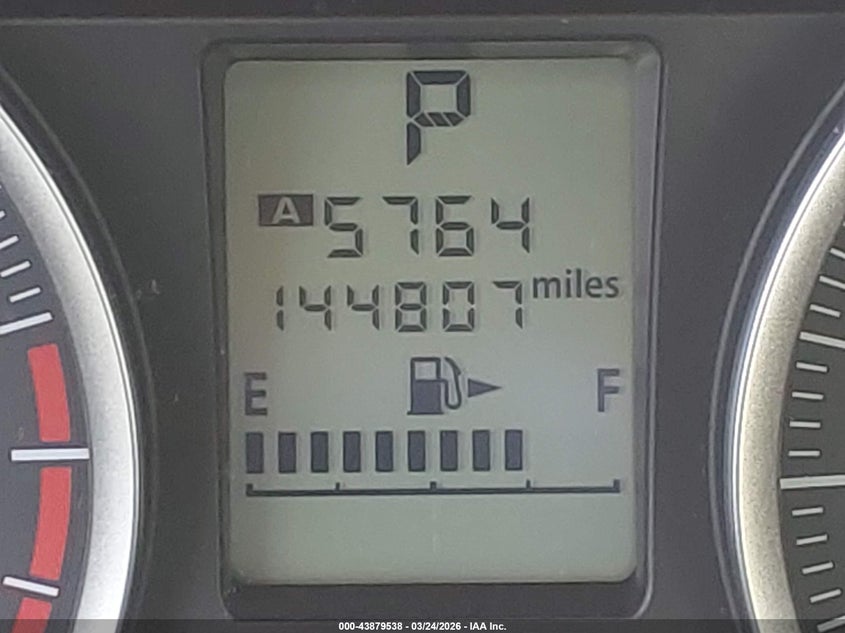 P
A 5764
144807 miles
E F
000-43879538 - 03/24/2026 - IAA Inc.